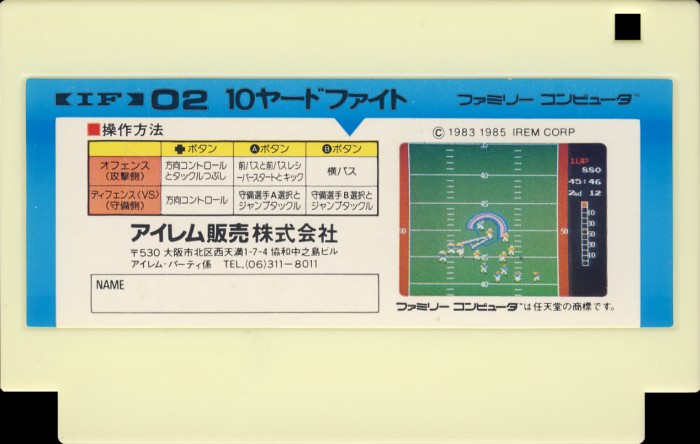 【IF】02 10ヤードファイト ファミリー コンピュータ™
■操作方法
✚ボタン Ⓐボタン Ⓑボタン
オフェンス
(攻撃側)
方向コントロール
とタックルつぶし
前パスと前パスレシ
ーバースタートとキック
横パス
ディフェンス(VS)
(守備側)
方向コントロール
守備選手A選択と
ジャンプタックル
守備選手B選択と
ジャンプタックル
アイレム販売株式会社
〒530 大阪市北区西天満1-7-4 協和中之島ビル
アイレム・パーティ係 TEL.(06)311-8011
NAME
© 1983 1985 IREM CORP
1UP
880
45:46
2nd 12
10
20
30
40
50
40
30
10
50
50
ファミリー コンピュータ™は任天堂の商標です。